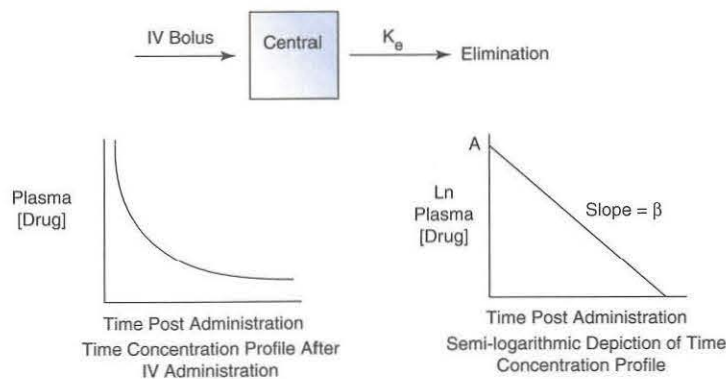 IV Bolus
Central
Ke
Elimination
Plasma
[Drug]
Time Post Administration
Time Concentration Profile After
IV Administration
A
Ln
Plasma
[Drug]
Slope = β
Time Post Administration
Semi-logarithmic Depiction of Time
Concentration Profile